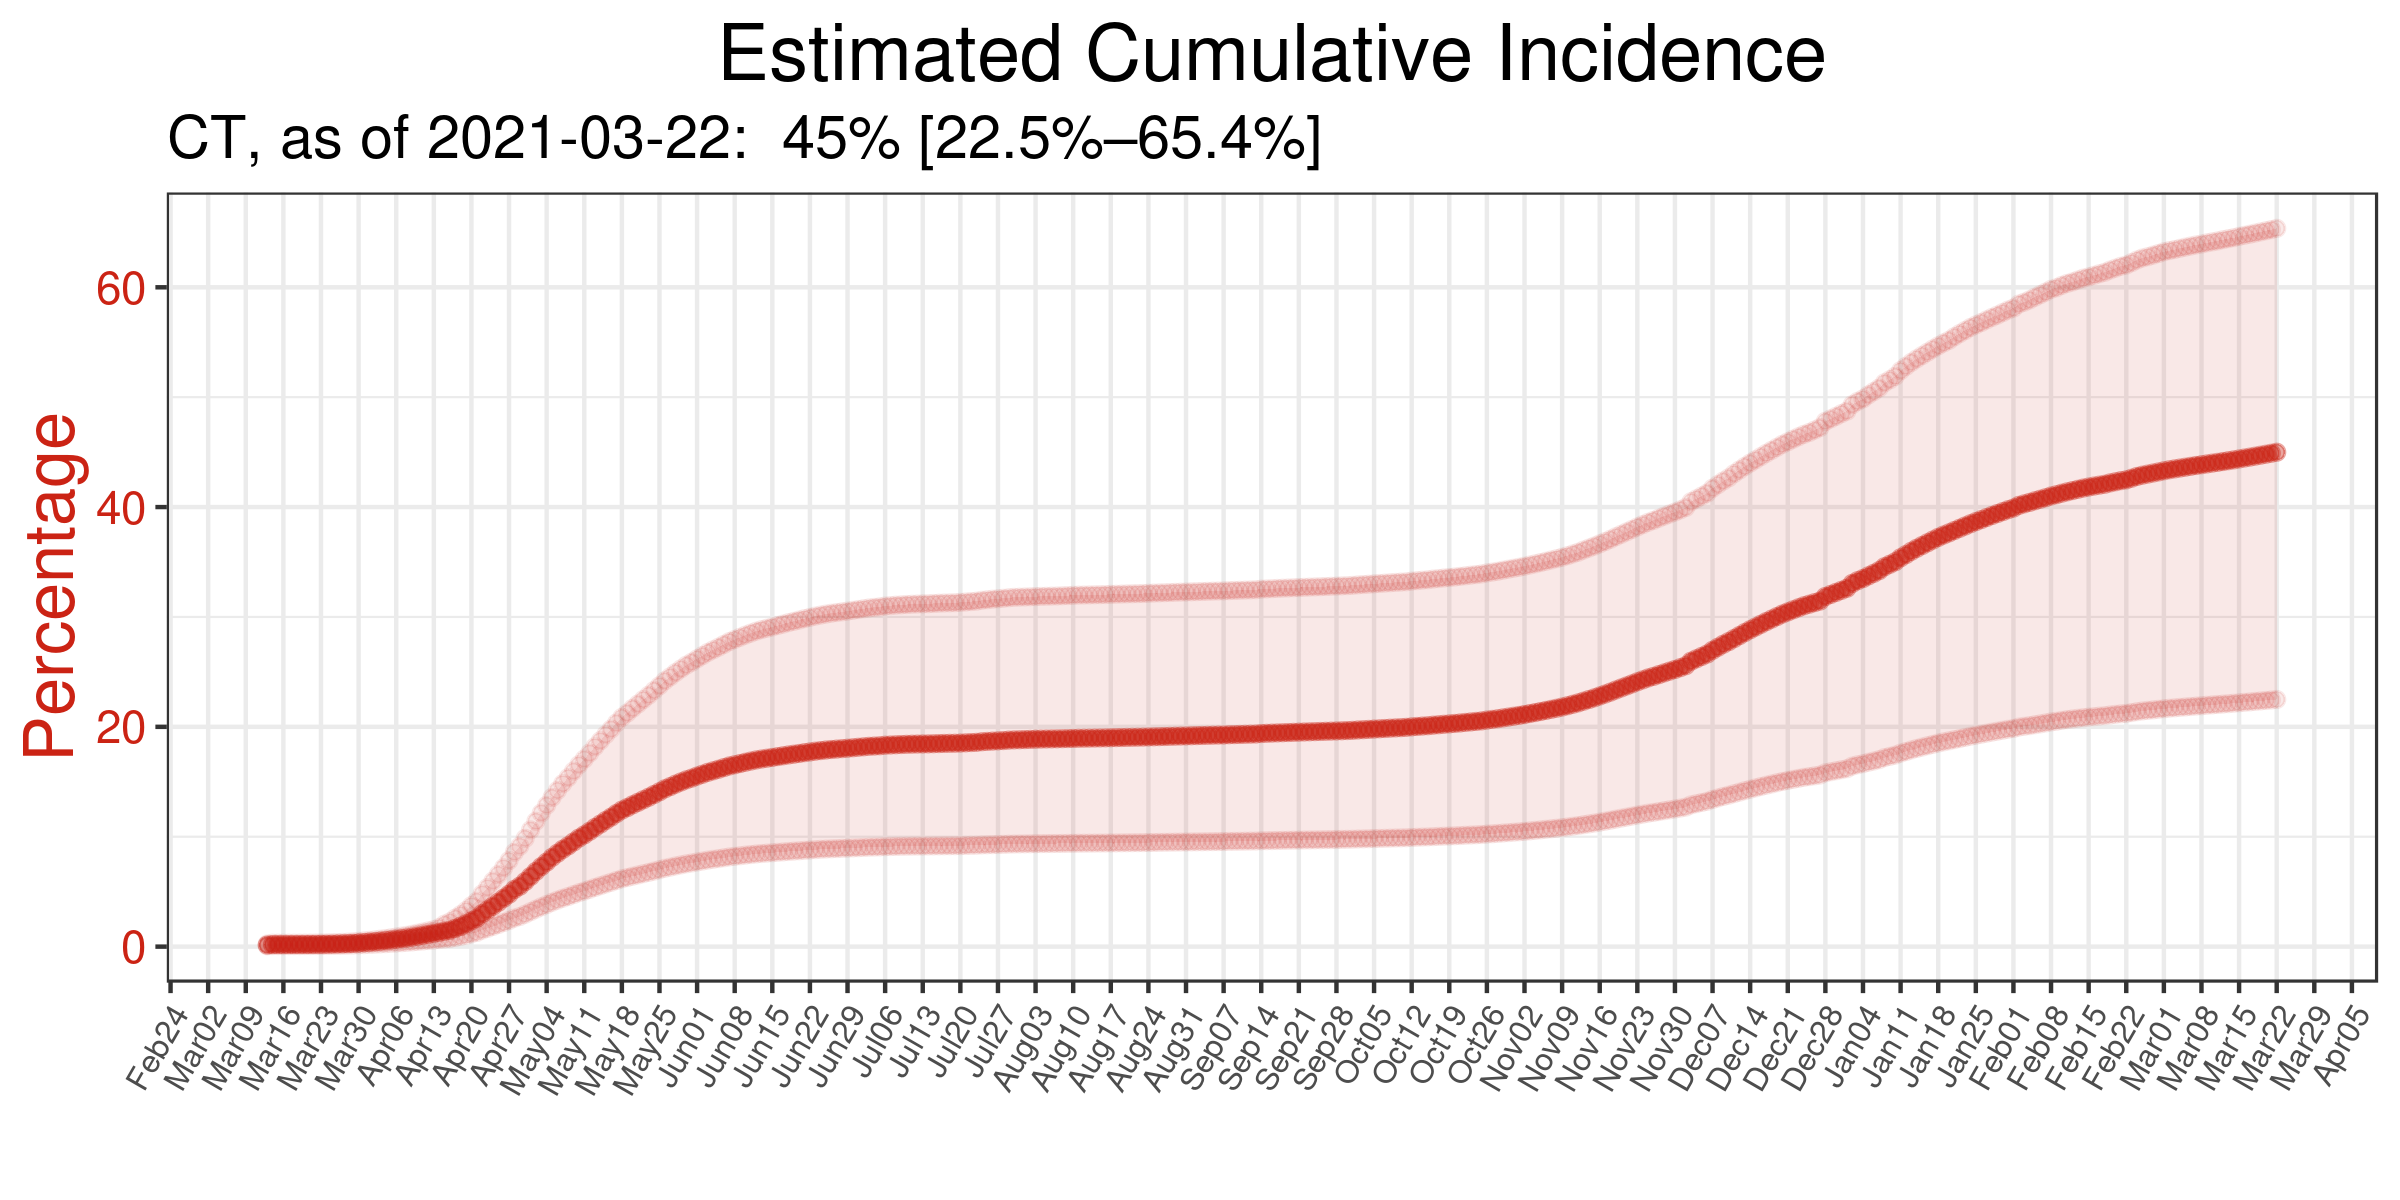 Estimated Cumulative Incidence
CT, as of 2021-03-22:  45% [22.5%–65.4%]
Percentage
60
40
20
0
Feb24
Mar02
Mar09
Mar16
Mar23
Mar30
Apr06
Apr13
Apr20
Apr27
May04
May11
May18
May25
Jun01
Jun08
Jun15
Jun22
Jun29
Jul06
Jul13
Jul20
Jul27
Aug03
Aug10
Aug17
Aug24
Aug31
Sep07
Sep14
Sep21
Sep28
Oct05
Oct12
Oct19
Oct26
Nov02
Nov09
Nov16
Nov23
Nov30
Dec07
Dec14
Dec21
Dec28
Jan04
Jan11
Jan18
Jan25
Feb01
Feb08
Feb15
Feb22
Mar01
Mar08
Mar15
Mar22
Mar29
Apr05